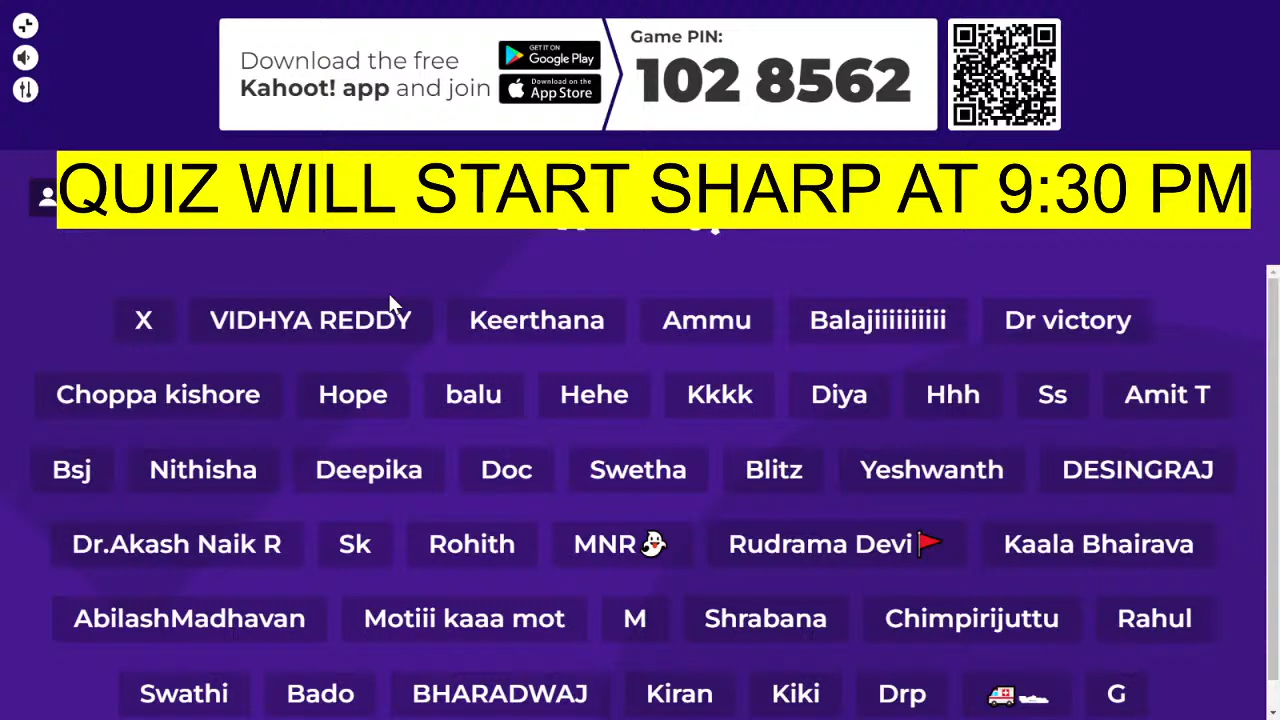 Download the free
Kahoot! app and join
GET IT ON
Google Play
Download on the
App Store
Game PIN:
102 8562
QUIZ WILL START SHARP AT 9:30 PM
X VIDHYA REDDY Keerthana Ammu Balajiiiiiiiiiii Dr victory
Choppa kishore Hope balu Hehe Kkkk Diya Hhh Ss Amit T
Bsj Nithisha Deepika Doc Swetha Blitz Yeshwanth DESINGRAJ
Dr.Akash Naik R Sk Rohith MNR👻 Rudrama Devi🚩 Kaala Bhairava
AbilashMadhavan Motiii kaaa mot M Shrabana Chimpirijuttu Rahul
Swathi Bado BHARADWAJ Kiran Kiki Drp 🚑 G